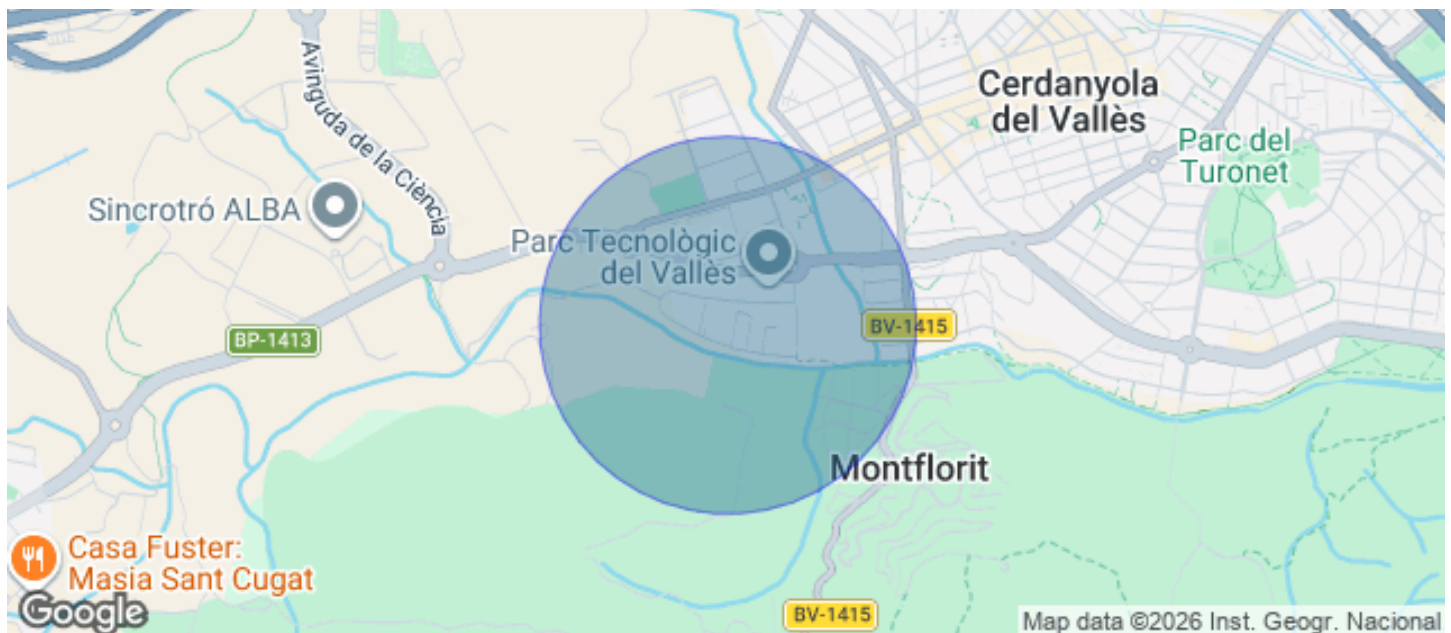 Avinguda de la Ciència
Cerdanyola
del Vallès
Parc del
Turonet
Sincrotró ALBA
Parc Tecnològic
del Vallès
BP-1413
BV-1415
Montflorit
Casa Fuster:
Masia Sant Cugat
Google
BV-1415
Map data ©2026 Inst. Geogr. Nacional